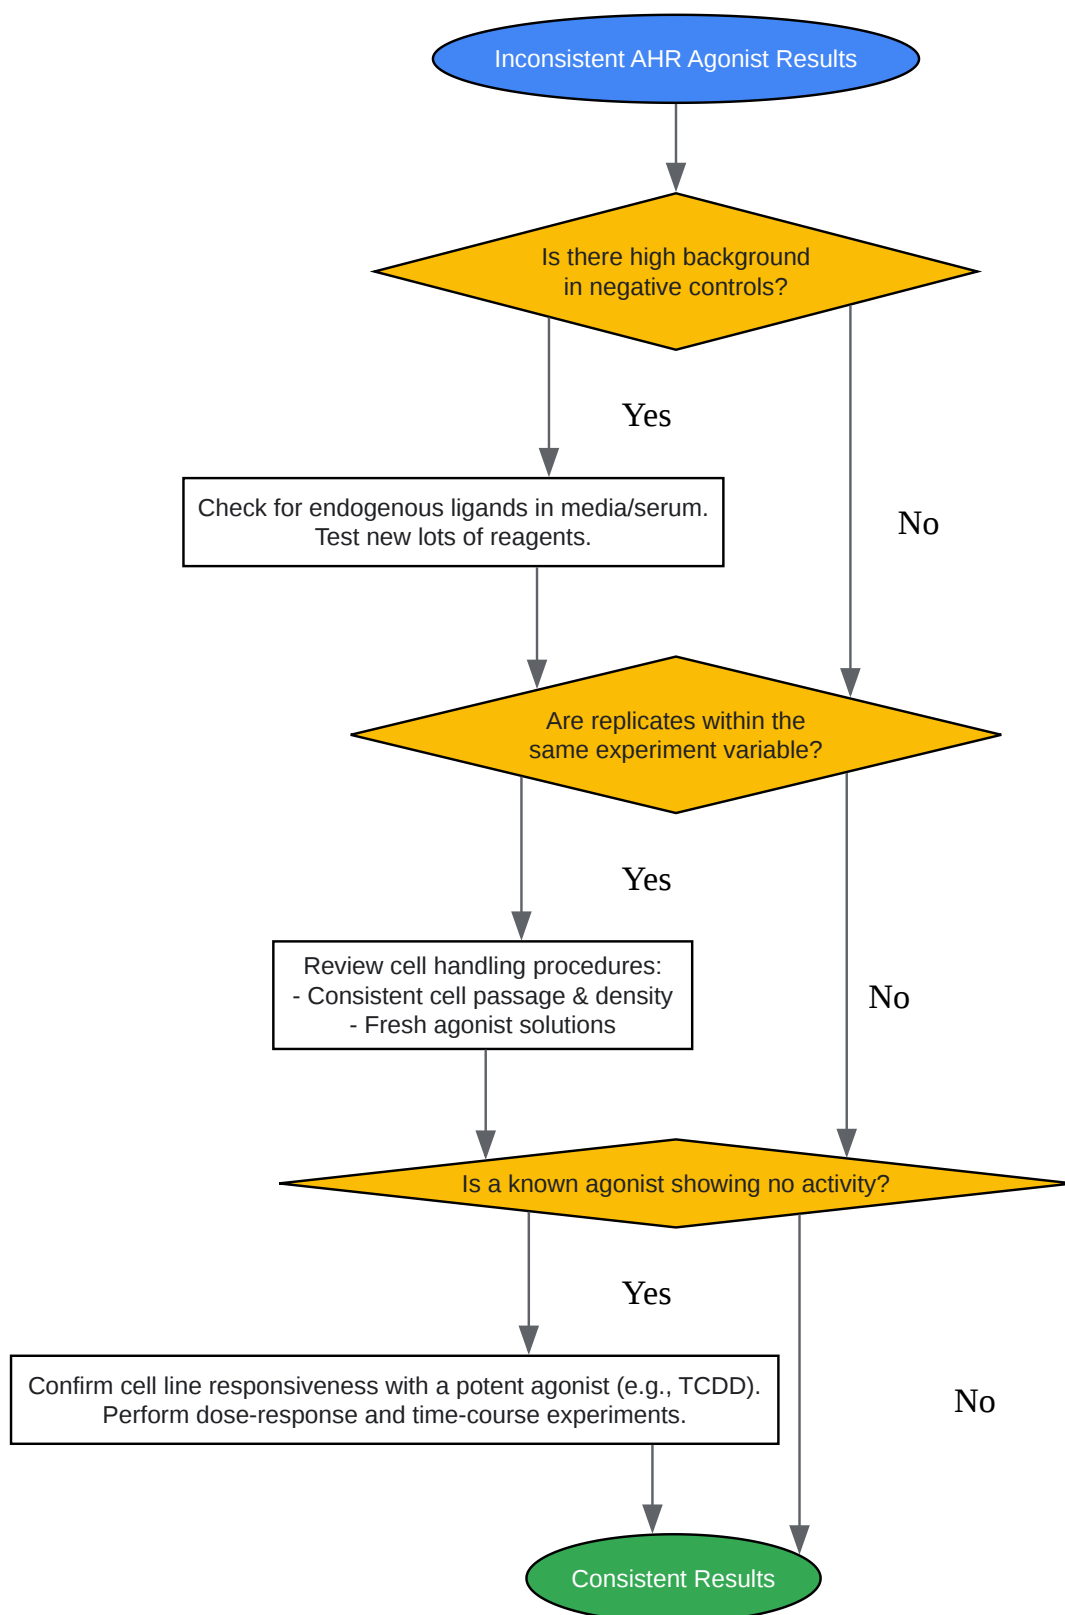 Inconsistent AHR Agonist Results
Is there high background
in negative controls?
Yes
Check for endogenous ligands in media/serum.
Test new lots of reagents.
No
Are replicates within the
same experiment variable?
Yes
Review cell handling procedures:
- Consistent cell passage & density
- Fresh agonist solutions
No
Is a known agonist showing no activity?
Yes
Confirm cell line responsiveness with a potent agonist (e.g., TCDD).
Perform dose-response and time-course experiments.
No
Consistent Results